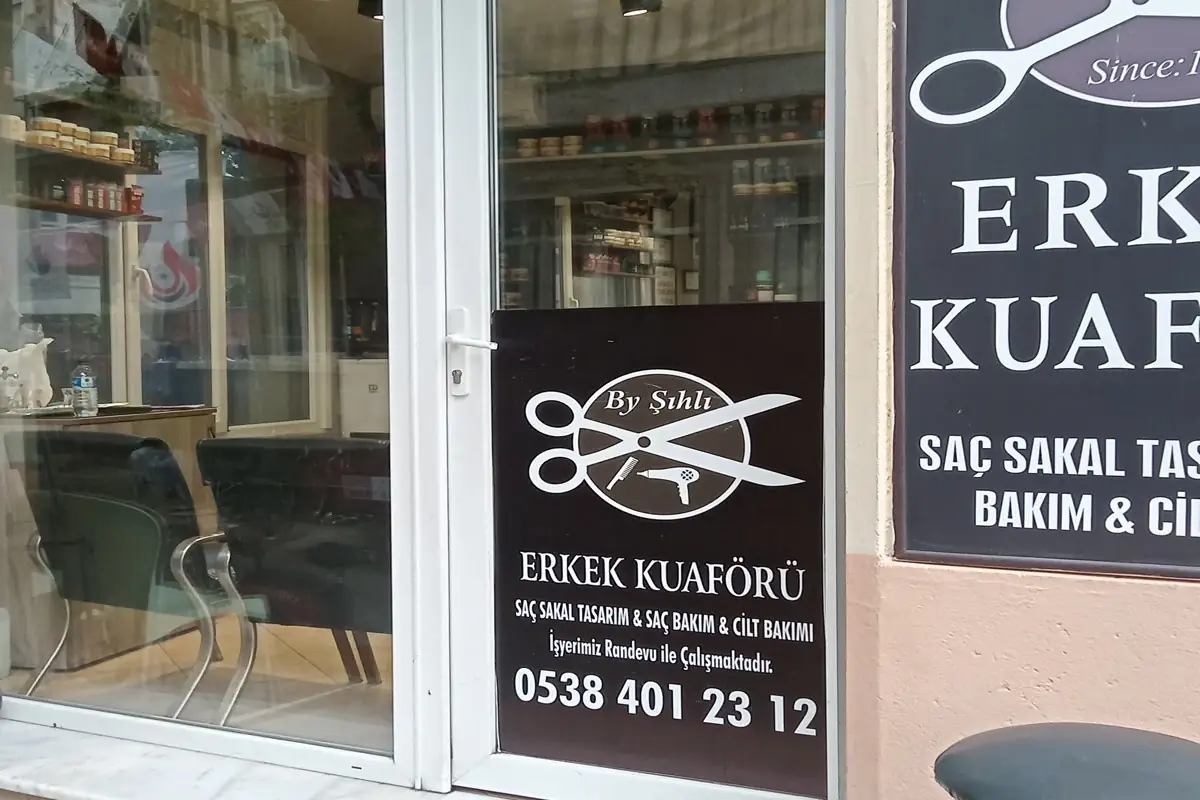 By Şıhlı
ERKEK KUAFÖRÜ
SAÇ SAKAL TASARIM & SAÇ BAKIM & CİLT BAKIMI
İşyerimiz Randevu ile Çalışmaktadır.
0538 401 23 12
Since: 1
ERK
KUAF
SAÇ SAKAL TAS
BAKIM & CİL